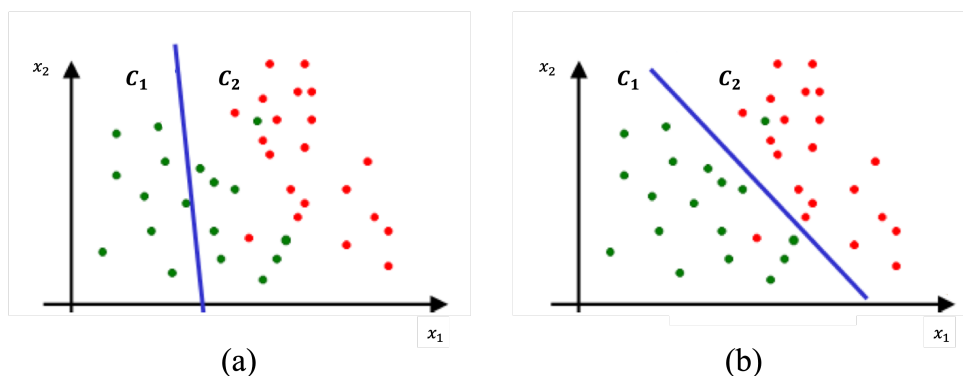 x₂ C₁ C₂
x₁
(a)
x₂ C₁ C₂
x₁
(b)